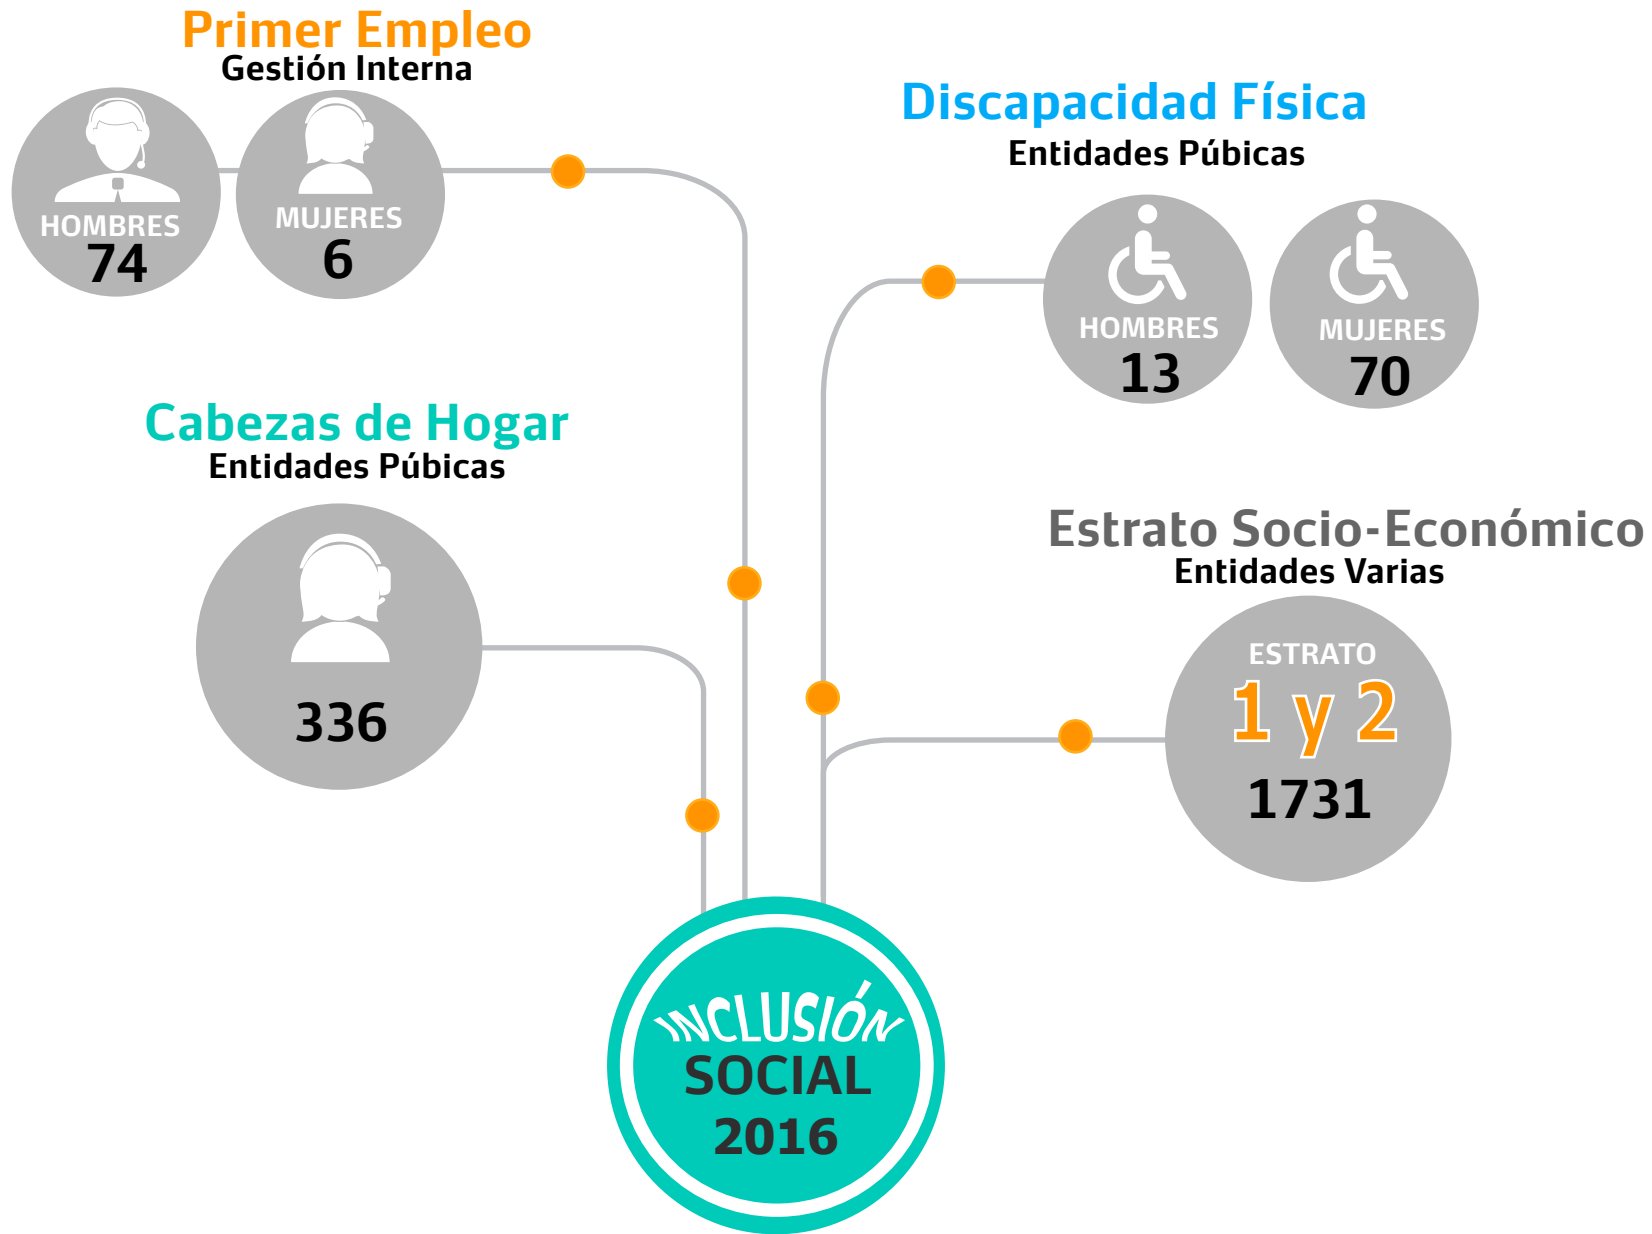 Primer Empleo
Gestión Interna
HOMBRES
74
MUJERES
6
Discapacidad Física
Entidades Púbicas
HOMBRES
13
MUJERES
70
Cabezas de Hogar
Entidades Púbicas
336
Estrato Socio-Económico
Entidades Varias
ESTRATO
1 y 2
1731
INCLUSIÓN
SOCIAL
2016